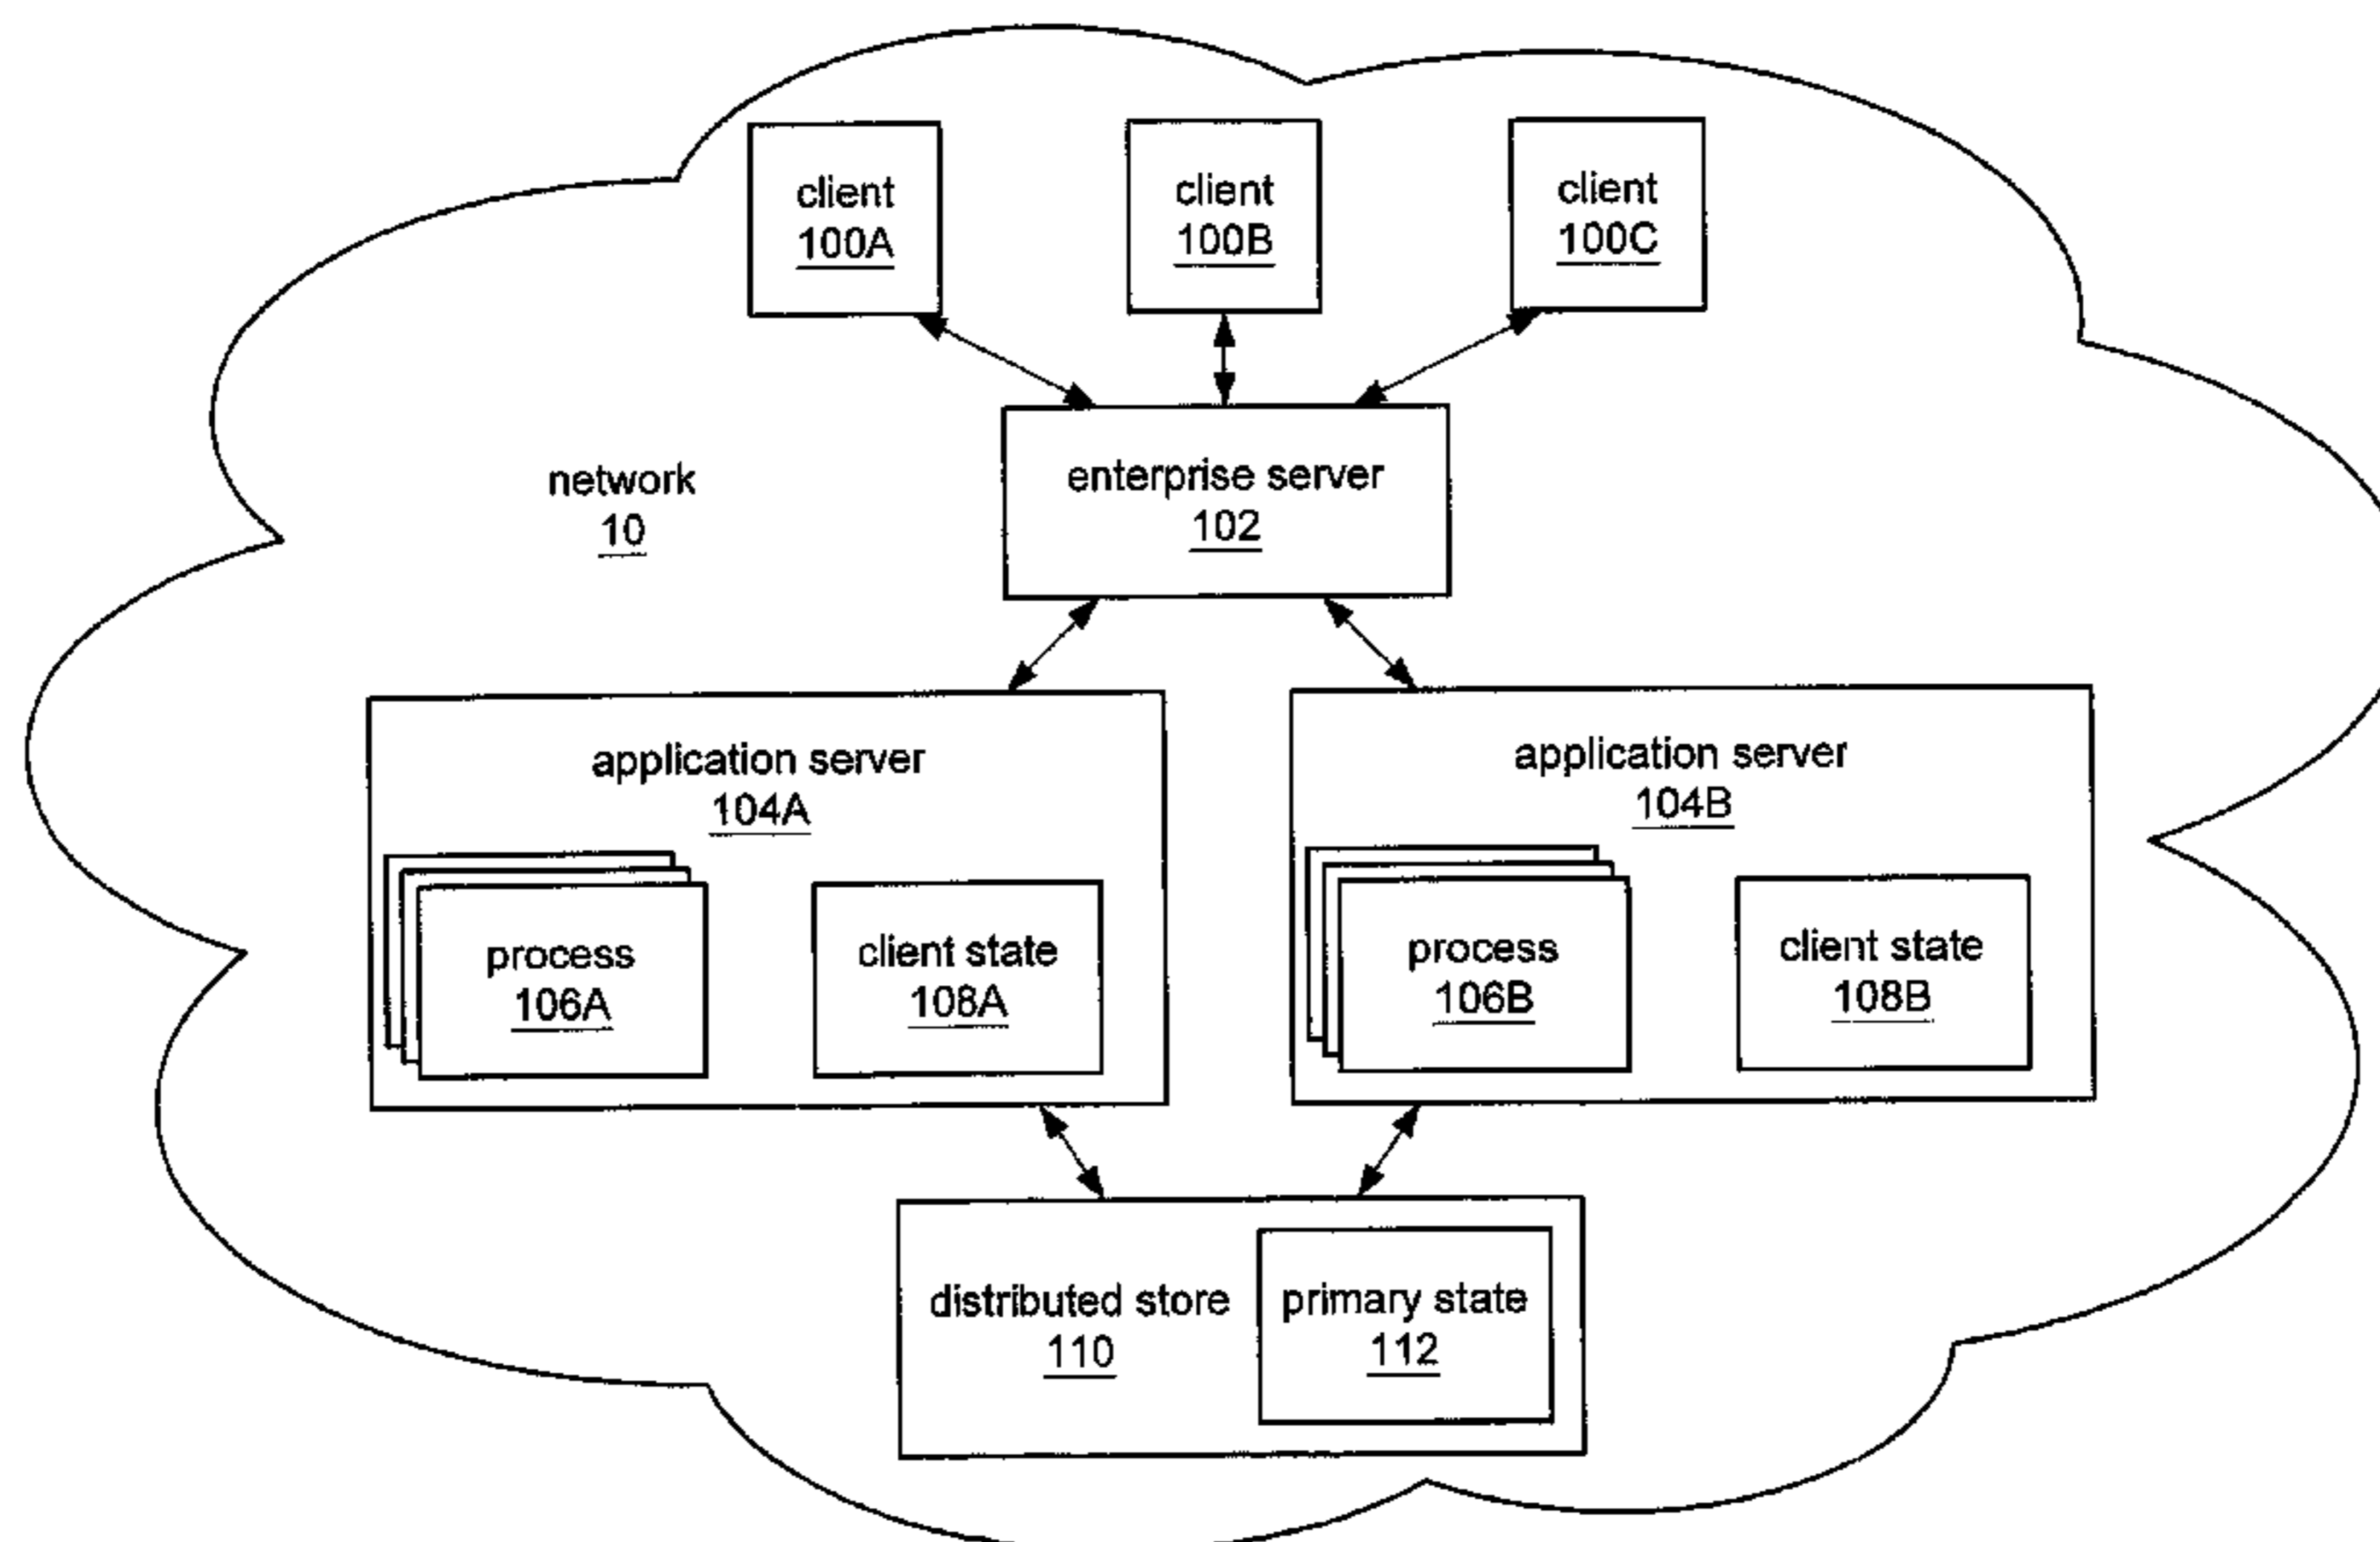 client
100A
client
100B
client
100C
network
10
enterprise server
102
application server
104A
application server
104B
process
106A
client state
108A
process
106B
client state
108B
distributed store
110
primary state
112